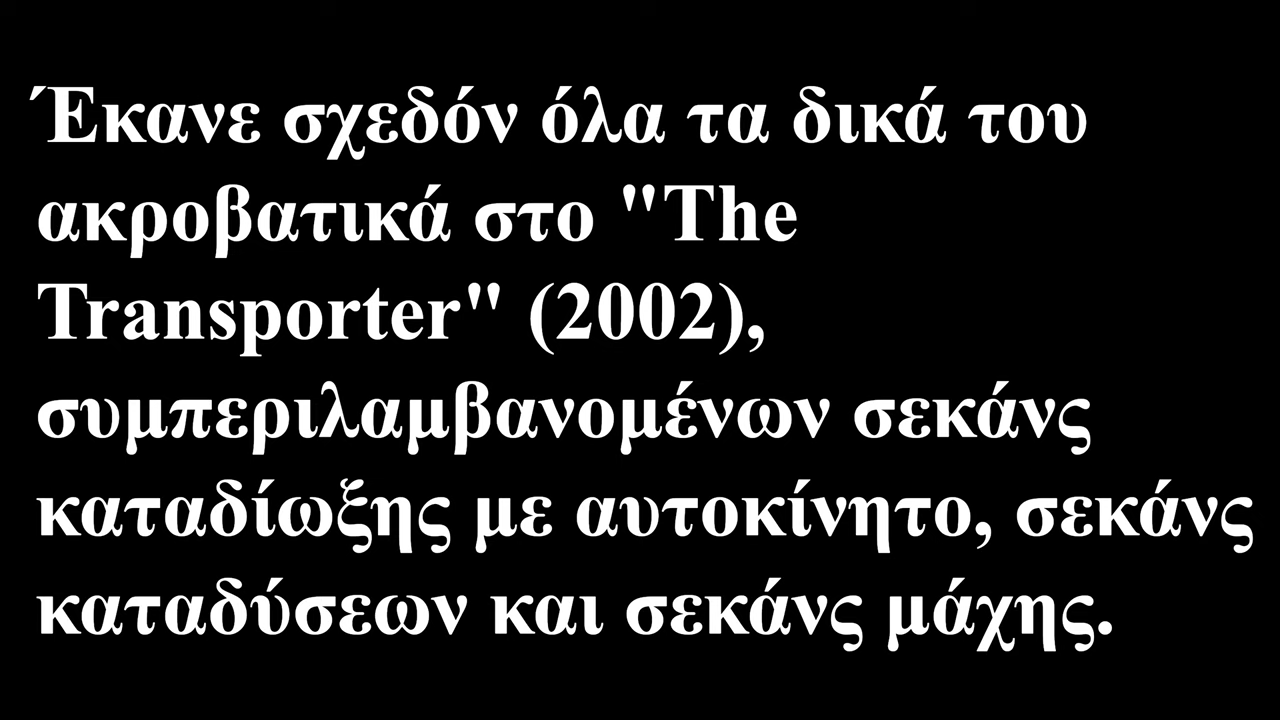 Έκανε σχεδόν όλα τα δικά του
ακροβατικά στο "The
Transporter" (2002),
συμπεριλαμβανομένων σεκάνς
καταδίωξης με αυτοκίνητο, σεκάνς
καταδύσεων και σεκάνς μάχης.